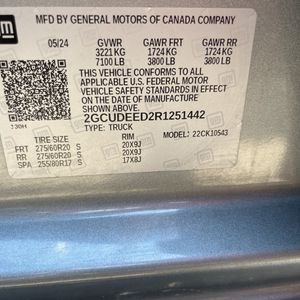 gm
MFD BY GENERAL MOTORS OF CANADA COMPANY
05/24 GVWR GAWR FRT GAWR RR
3221 KG 1724 KG 1724 KG
7100 LB 3800 LB 3800 LB
THIS VEHICLE CONFORMS TO ALL
APPLICABLE U.S. FEDERAL MOTOR
VEHICLE SAFETY STANDARDS IN EFFECT
ON THE DATE OF MANUFACTURE
SHOWN ABOVE.
2GCUDEED2R1251442
TYPE: TRUCK MODEL: 22CK10543
TIRE SIZE RIM
FRT 275/60R20 S 20X9J
RR 275/60R20 S 20X9J
SPA 255/80R17 S 17X8J